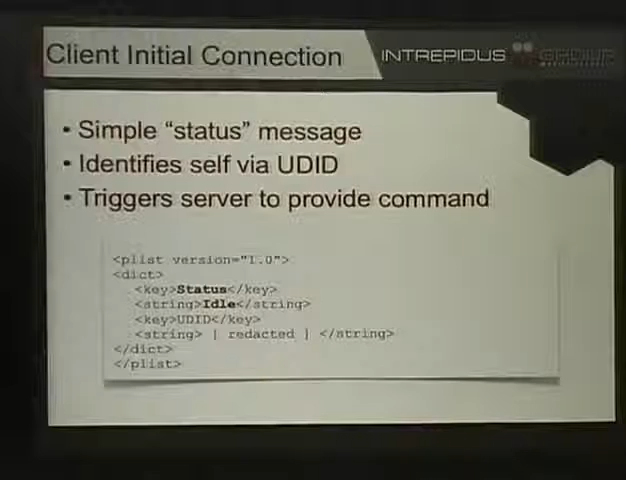 Client Initial Connection
INTREPIDUS GROUP
• Simple “status” message
• Identifies self via UDID
• Triggers server to provide command
<plist version="1.0">
<dict>
<key>Status</key>
<string>Idle</string>
<key>UDID</key>
<string> | redacted | </string>
</dict>
</plist>